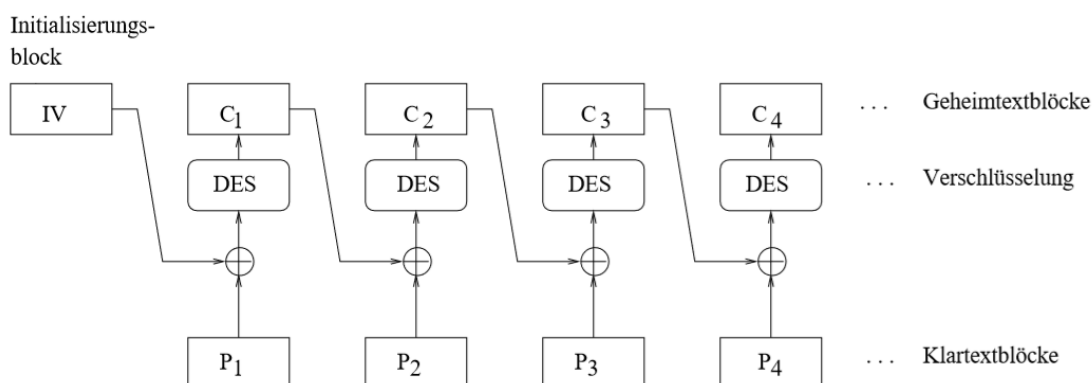 Initialisierungs-
block
IV C1 C2 C3 C4 . . . Geheimtextblöcke
DES DES DES DES . . . Verschlüsselung
P1 P2 P3 P4 . . . Klartextblöcke